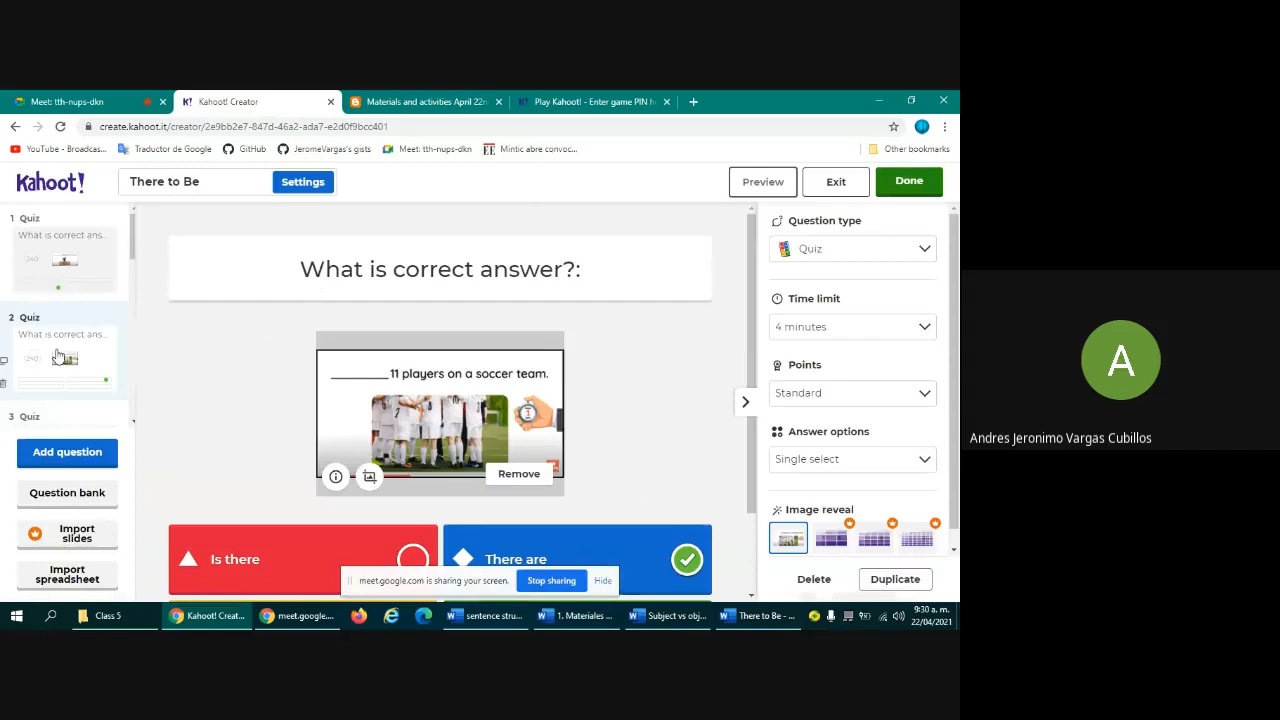 Meet: tth-nups-dkn
Kahoot! Creator
Materials and activities April 22n
Play Kahoot! - Enter game PIN h
create.kahoot.it/creator/2e9bb2e7-847d-46a2-ada7-e2d0f9bcc401
YouTube - Broadcas...
Traductor de Google
GitHub
JeromeVargas's gists
Meet: tth-nups-dkn
Mintic abre convoc...
Other bookmarks
Kahoot!
There to Be
Settings
Preview
Exit
Done
1 Quiz
What is correct ans...
240
2 Quiz
What is correct ans...
240
3 Quiz
Add question
Question bank
Import slides
Import spreadsheet
What is correct answer?:
_________ 11 players on a soccer team.
Remove
Is there
There are
Question type
Quiz
Time limit
4 minutes
Points
Standard
Answer options
Single select
Image reveal
Delete
Duplicate
meet.google.com is sharing your screen.
Stop sharing
Hide
Class 5
Kahoot! Creat...
meet.google....
sentence stru...
1. Materiales ...
Subject vs obj...
There to Be - ...
9:30 a. m.
22/04/2021
A
Andres Jeronimo Vargas Cubillos